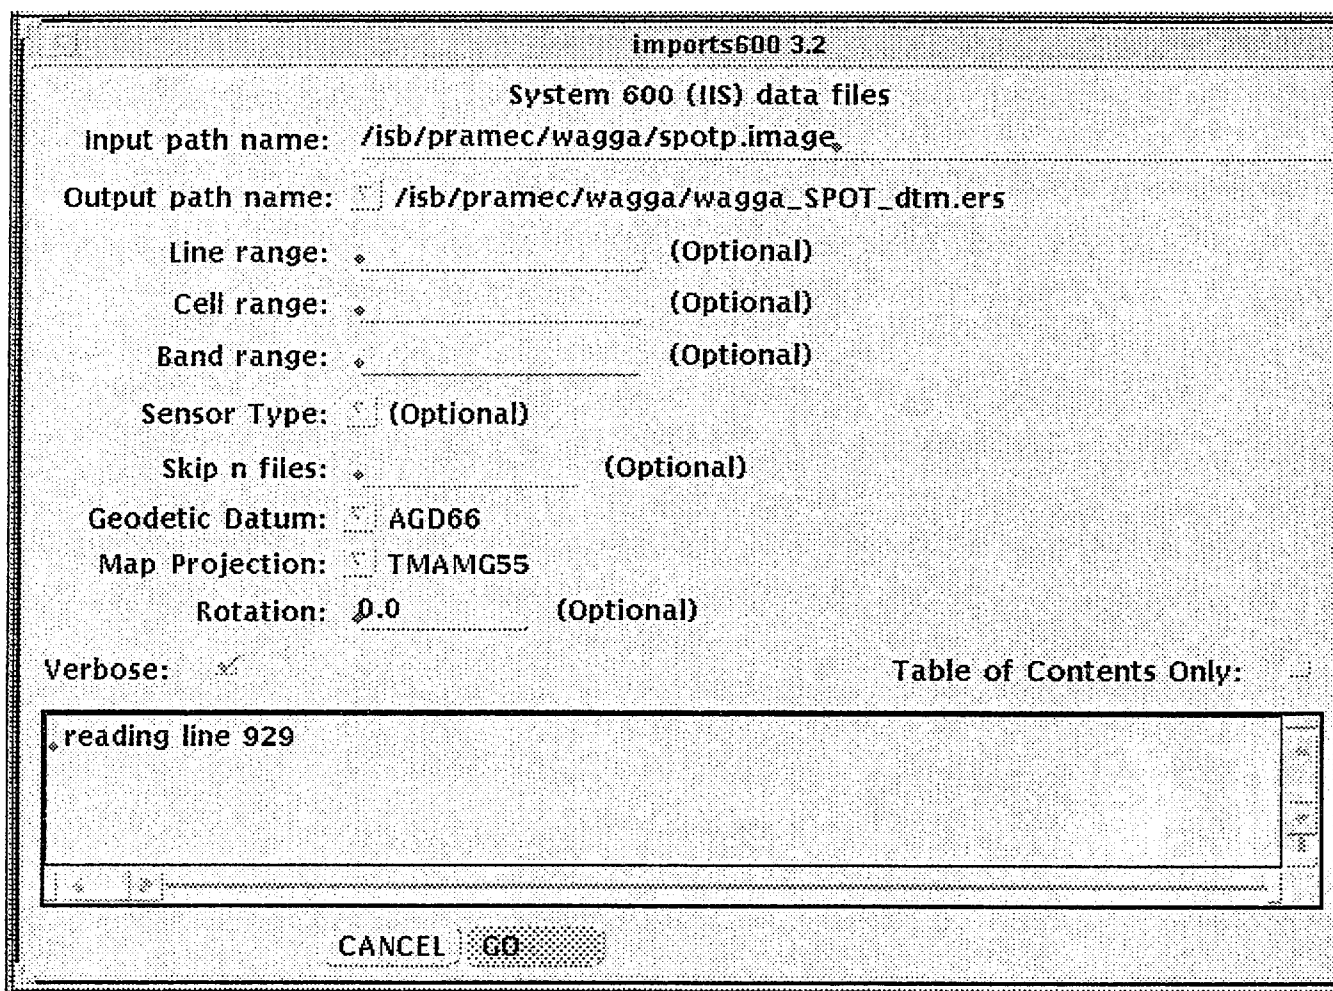 imports600 3.2
System 600 (IIS) data files
Input path name: /isb/pramec/wagga/spotp.image
Output path name: /isb/pramec/wagga/wagga_SPOT_dtm.ers
Line range: (Optional)
Cell range: (Optional)
Band range: (Optional)
Sensor Type: (Optional)
Skip n files: (Optional)
Geodetic Datum: AGD66
Map Projection: TMAMG55
Rotation: 0.0 (Optional)
Verbose: Table of Contents Only:
reading line 929
CANCEL GO